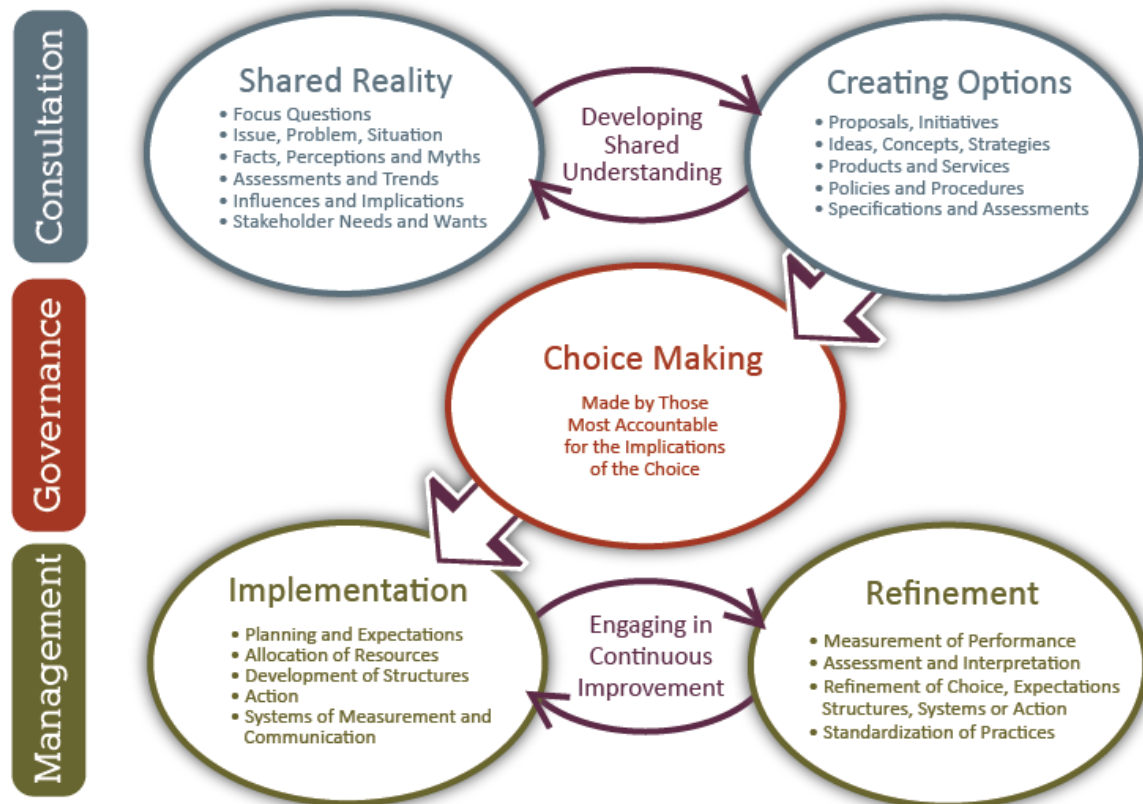 Consultation
Shared Reality
• Focus Questions
• Issue, Problem, Situation
• Facts, Perceptions and Myths
• Assessments and Trends
• Influences and Implications
• Stakeholder Needs and Wants
Developing
Shared
Understanding
Creating Options
• Proposals, Initiatives
• Ideas, Concepts, Strategies
• Products and Services
• Policies and Procedures
• Specifications and Assessments
Governance
Choice Making
Made by Those
Most Accountable
for the Implications
of the Choice
Management
Implementation
• Planning and Expectations
• Allocation of Resources
• Development of Structures
• Action
• Systems of Measurement and
Communication
Engaging in
Continuous
Improvement
Refinement
• Measurement of Performance
• Assessment and Interpretation
• Refinement of Choice, Expectations
Structures, Systems or Action
• Standardization of Practices